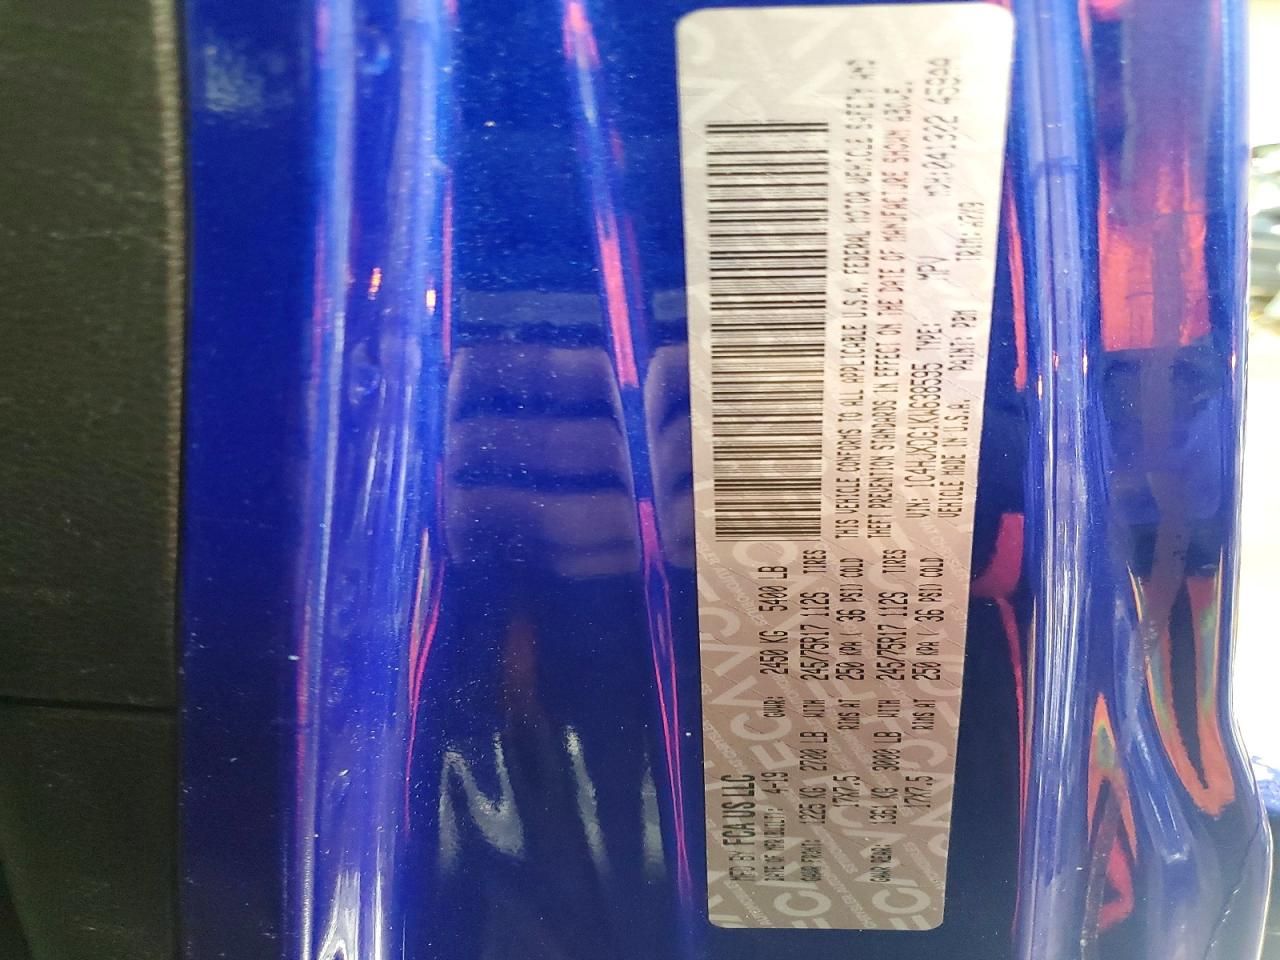 MFD BY FCA US LLC
DATE OF MFR/BUILT: 4-19 GVWR: 2450 KG 5400 LB
GAWR FRONT: 1225 KG 2700 LB WITH 245/75R17 112S TIRES
17X7.5 RIMS AT 250 KPA ( 36 PSI) COLD
GAWR REAR: 1361 KG 3000 LB WITH 245/75R17 112S TIRES
17X7.5 RIMS AT 250 KPA ( 36 PSI) COLD
THIS VEHICLE CONFORMS TO ALL APPLICABLE U.S.A. FEDERAL MOTOR VEHICLE SAFETY AND
THEFT PREVENTION STANDARDS IN EFFECT ON THE DATE OF MANUFACTURE SHOWN ABOVE.
VIN: 1C4HJXDG1KW638595 TYPE: MPV MDH:041322
VEHICLE MADE IN U.S.A. PAINT: PBM TRIM: